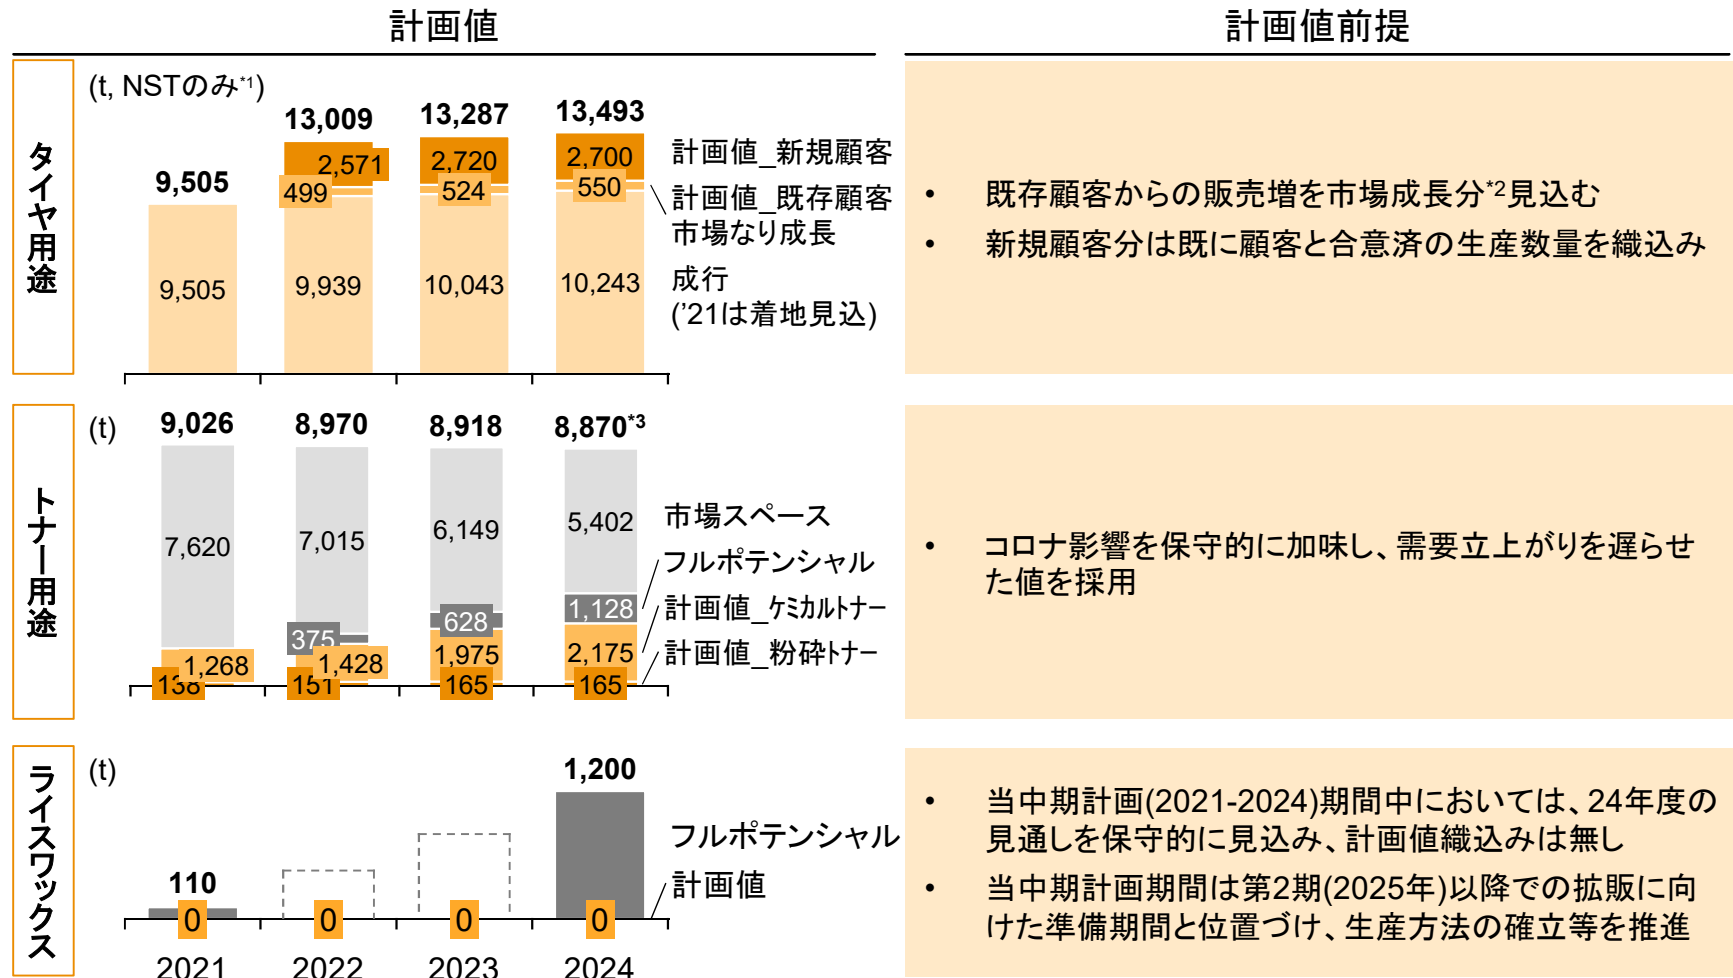 計画値
計画値前提
タイヤ用途
(t, NSTのみ*1)
9,505
13,009
13,287
13,493
2,571
2,720
2,700
499
524
550
9,505
9,939
10,043
10,243
計画値_新規顧客
計画値_既存顧客
市場なり成長
成行
('21は着地見込)
• 既存顧客からの販売増を市場成長分*2見込む
• 新規顧客分は既に顧客と合意済の生産数量を織込み
トナー用途
(t)
9,026
8,970
8,918
8,870*3
7,620
7,015
6,149
5,402
375
628
1,128
1,268
1,428
1,975
2,175
138
151
165
165
市場スペース
フルポテンシャル
計画値_ケミカルトナー
計画値_粉砕トナー
• コロナ影響を保守的に加味し、需要立上がりを遅らせ
た値を採用
ライスワックス
(t)
110
1,200
0
0
0
0
2021
2022
2023
2024
フルポテンシャル
計画値
• 当中期計画(2021-2024)期間中においては、24年度の
見通しを保守的に見込み、計画値織込みは無し
• 当中期計画期間は第2期(2025年)以降での拡販に向
けた準備期間と位置づけ、生産方法の確立等を推進